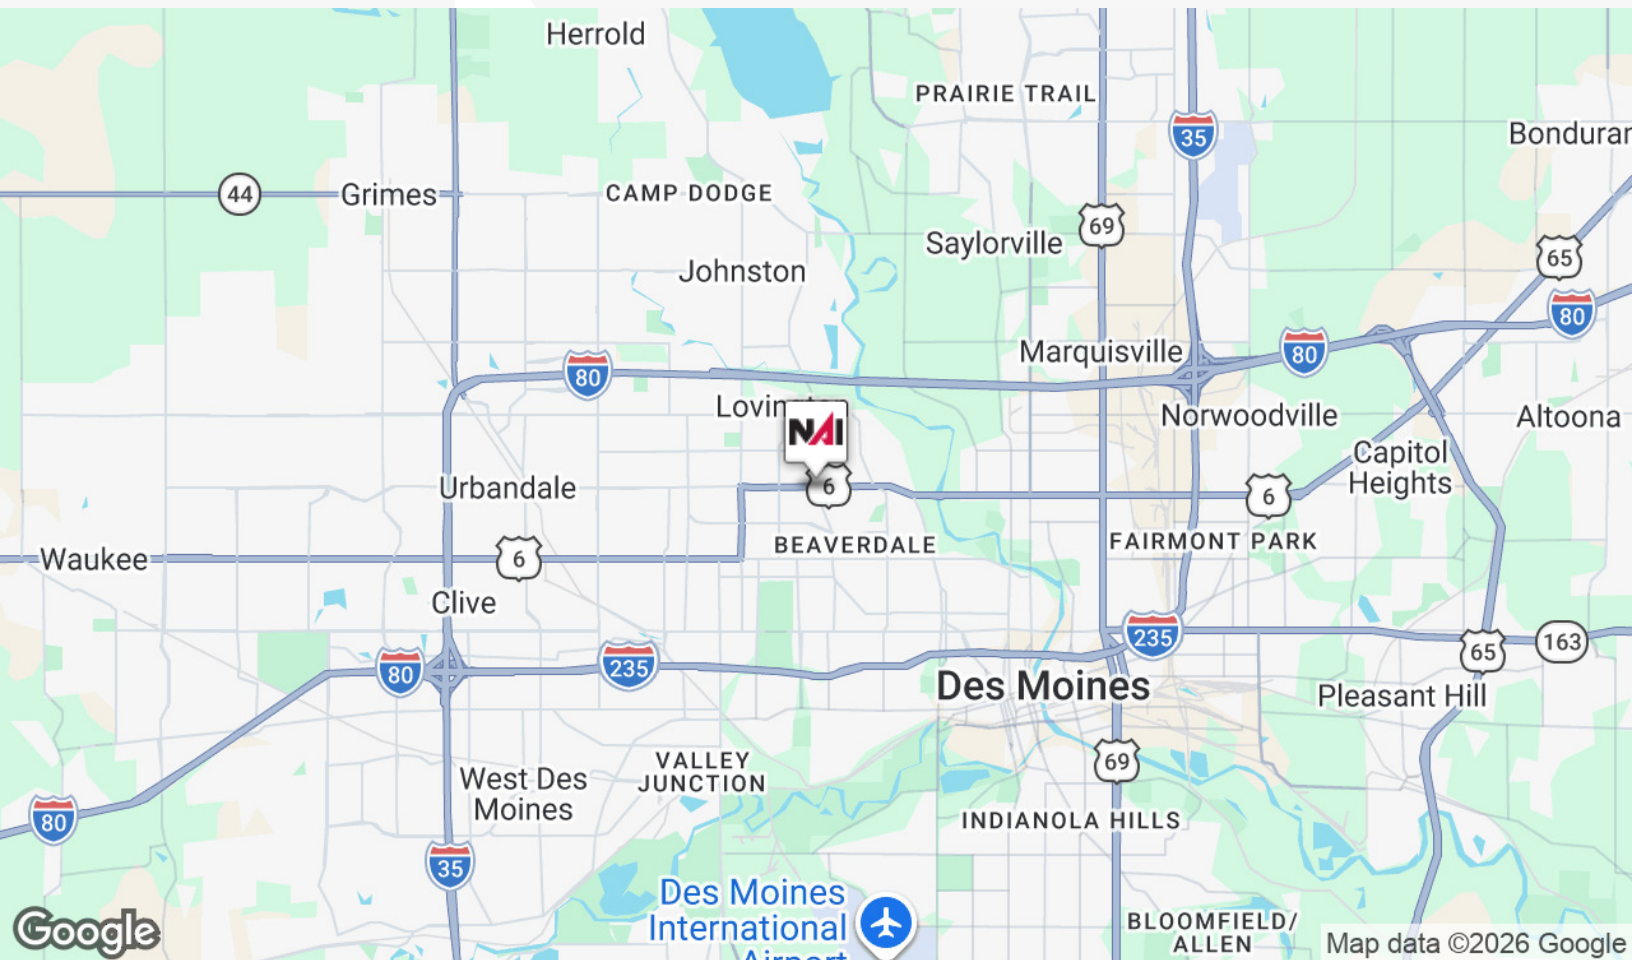 Herrold
PRAIRIE TRAIL
35
Bondurar
44
Grimes
CAMP DODGE
69
Saylorville
65
Johnston
80
Marquisville
80
80
Lovington
NAI
Norwoodville
Altoona
Capitol
Heights
Urbandale
6
6
BEAVERDALE
FAIRMONT PARK
Waukee
6
Clive
235
163
65
80
235
Des Moines
Pleasant Hill
VALLEY
JUNCTION
69
West Des
Moines
80
INDIANOLA HILLS
35
Des Moines
International
Airport
BLOOMFIELD/
ALLEN
Google
Map data ©2026 Google